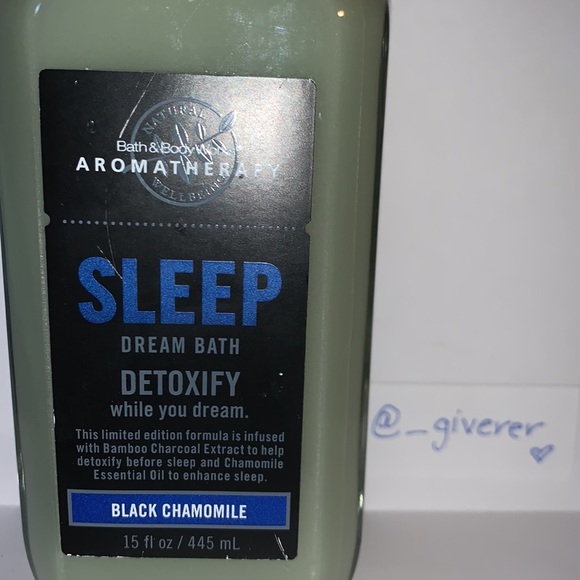 NATURAL
Bath & Body
AROMATHERAPY
WELLBEING
SLEEP
DREAM BATH
DETOXIFY
while you dream.
This limited edition formula is infused
with Bamboo Charcoal Extract to help
detoxify before sleep and Chamomile
Essential Oil to enhance sleep.
BLACK CHAMOMILE
15 fl oz / 445 mL
@_giverer